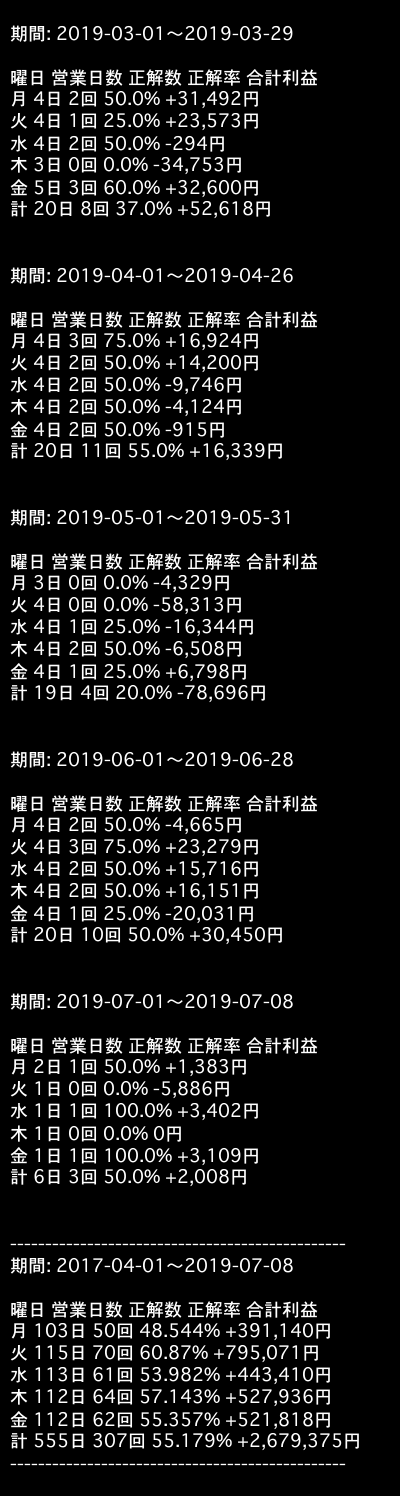 期間: 2019-03-01〜2019-03-29
曜日 営業日数 正解数 正解率 合計利益
月 4日 2回 50.0% +31,492円
火 4日 1回 25.0% +23,573円
水 4日 2回 50.0% -294円
木 3日 0回 0.0% -34,753円
金 5日 3回 60.0% +32,600円
計 20日 8回 37.0% +52,618円
期間: 2019-04-01〜2019-04-26
曜日 営業日数 正解数 正解率 合計利益
月 4日 3回 75.0% +16,924円
火 4日 2回 50.0% +14,200円
水 4日 2回 50.0% -9,746円
木 4日 2回 50.0% -4,124円
金 4日 2回 50.0% -915円
計 20日 11回 55.0% +16,339円
期間: 2019-05-01〜2019-05-31
曜日 営業日数 正解数 正解率 合計利益
月 3日 0回 0.0% -4,329円
火 4日 0回 0.0% -58,313円
水 4日 1回 25.0% -16,344円
木 4日 2回 50.0% -6,508円
金 4日 1回 25.0% +6,798円
計 19日 4回 20.0% -78,696円
期間: 2019-06-01〜2019-06-28
曜日 営業日数 正解数 正解率 合計利益
月 4日 2回 50.0% -4,665円
火 4日 3回 75.0% +23,279円
水 4日 2回 50.0% +15,716円
木 4日 2回 50.0% +16,151円
金 4日 1回 25.0% -20,031円
計 20日 10回 50.0% +30,450円
期間: 2019-07-01〜2019-07-08
曜日 営業日数 正解数 正解率 合計利益
月 2日 1回 50.0% +1,383円
火 1日 0回 0.0% -5,886円
水 1日 1回 100.0% +3,402円
木 1日 0回 0.0% 0円
金 1日 1回 100.0% +3,109円
計 6日 3回 50.0% +2,008円
------------------------------------------------
期間: 2017-04-01〜2019-07-08
曜日 営業日数 正解数 正解率 合計利益
月 103日 50回 48.544% +391,140円
火 115日 70回 60.87% +795,071円
水 113日 61回 53.982% +443,410円
木 112日 64回 57.143% +527,936円
金 112日 62回 55.357% +521,818円
計 555日 307回 55.179% +2,679,375円
------------------------------------------------